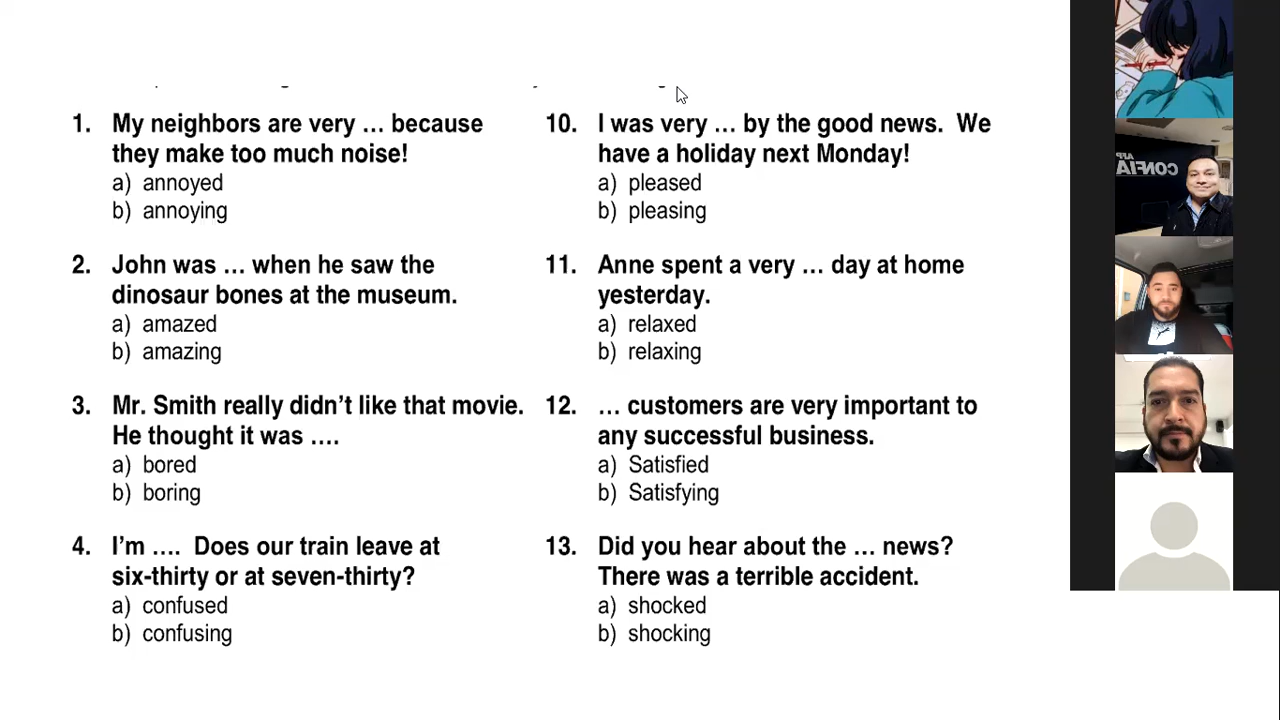 1. My neighbors are very … because
they make too much noise!
a) annoyed
b) annoying
2. John was … when he saw the
dinosaur bones at the museum.
a) amazed
b) amazing
3. Mr. Smith really didn’t like that movie.
He thought it was ….
a) bored
b) boring
4. I’m …. Does our train leave at
six-thirty or at seven-thirty?
a) confused
b) confusing
10. I was very … by the good news. We
have a holiday next Monday!
a) pleased
b) pleasing
11. Anne spent a very … day at home
yesterday.
a) relaxed
b) relaxing
12. … customers are very important to
any successful business.
a) Satisfied
b) Satisfying
13. Did you hear about the … news?
There was a terrible accident.
a) shocked
b) shocking
AFP
CONFIA